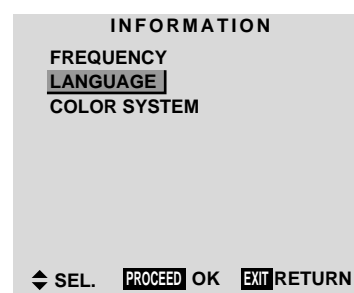 INFORMATION
FREQUENCY
LANGUAGE
COLOR SYSTEM
SEL. PROCEED OK EXIT RETURN